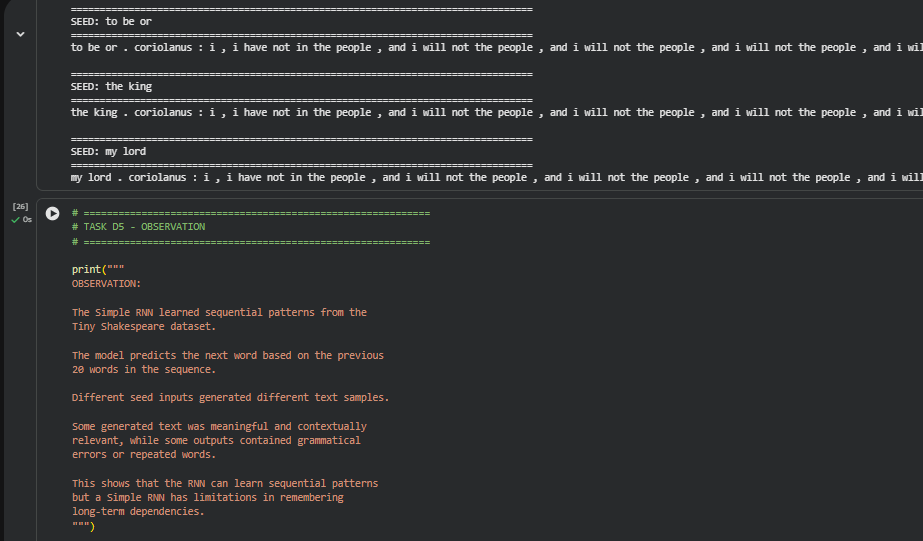 ================================================================================
SEED: to be or
================================================================================
to be or . coriolanus : i , i have not in the people , and i will not the people , and i will not the people , and i will not the people , and i wil

================================================================================
SEED: the king
================================================================================
the king . coriolanus : i , i have not in the people , and i will not the people , and i will not the people , and i will not the people , and i wil

================================================================================
SEED: my lord
================================================================================
my lord . coriolanus : i , i have not in the people , and i will not the people , and i will not the people , and i will not the people , and i will
[26]
0s
# ============================================================
# TASK D5 - OBSERVATION
# ============================================================
print("""
OBSERVATION:
The Simple RNN learned sequential patterns from the
Tiny Shakespeare dataset.
The model predicts the next word based on the previous
20 words in the sequence.
Different seed inputs generated different text samples.
Some generated text was meaningful and contextually
relevant, while some outputs contained grammatical
errors or repeated words.
This shows that the RNN can learn sequential patterns
but a Simple RNN has limitations in remembering
long-term dependencies.
""")